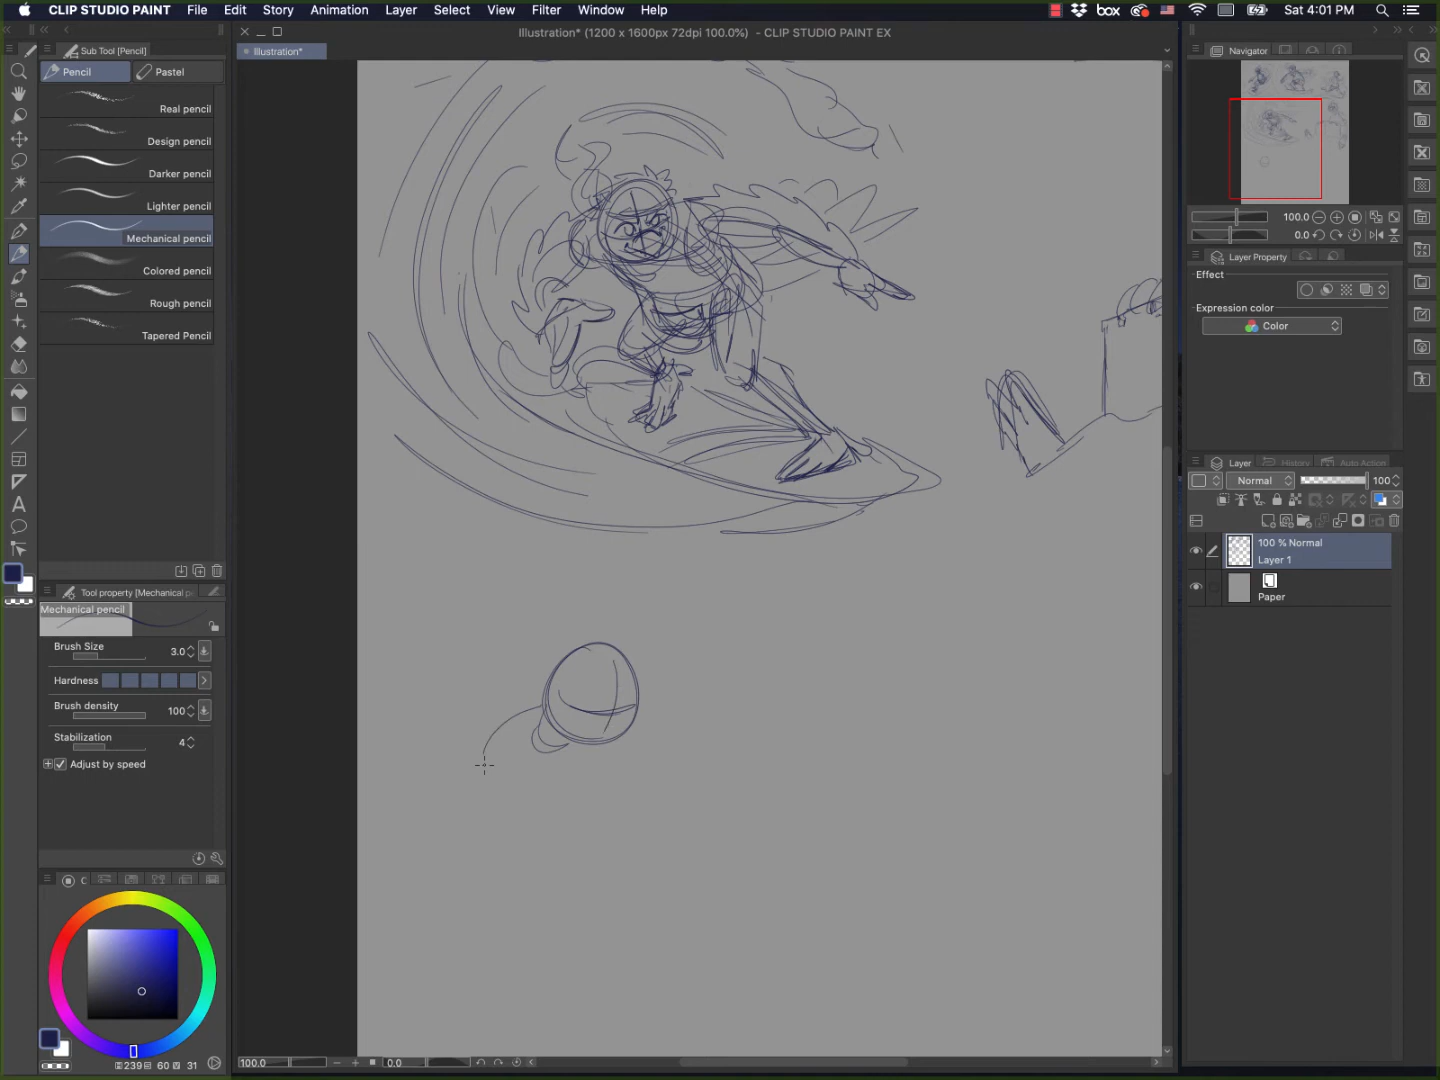 CLIP STUDIO PAINT File Edit Story Animation Layer Select View Filter Window Help
box Sat 4:01 PM
Illustration* (1200 x 1600px 72dpi 100.0%) - CLIP STUDIO PAINT EX
Sub Tool [Pencil]
Illustration*
Navigator
Pencil
Pastel
Real pencil
Design pencil
Darker pencil
Lighter pencil
Mechanical pencil
Colored pencil
Rough pencil
Tapered Pencil
100.0
0.0
Layer Property
Effect
Expression color
Color
Layer History Auto Action
Normal 100
100 % Normal
Layer 1
Paper
Tool property [Mechanical p
Mechanical pencil
Brush Size 3.0
Hardness
Brush density 100
Stabilization 4
Adjust by speed
C
239 60 31
100.0 0.0